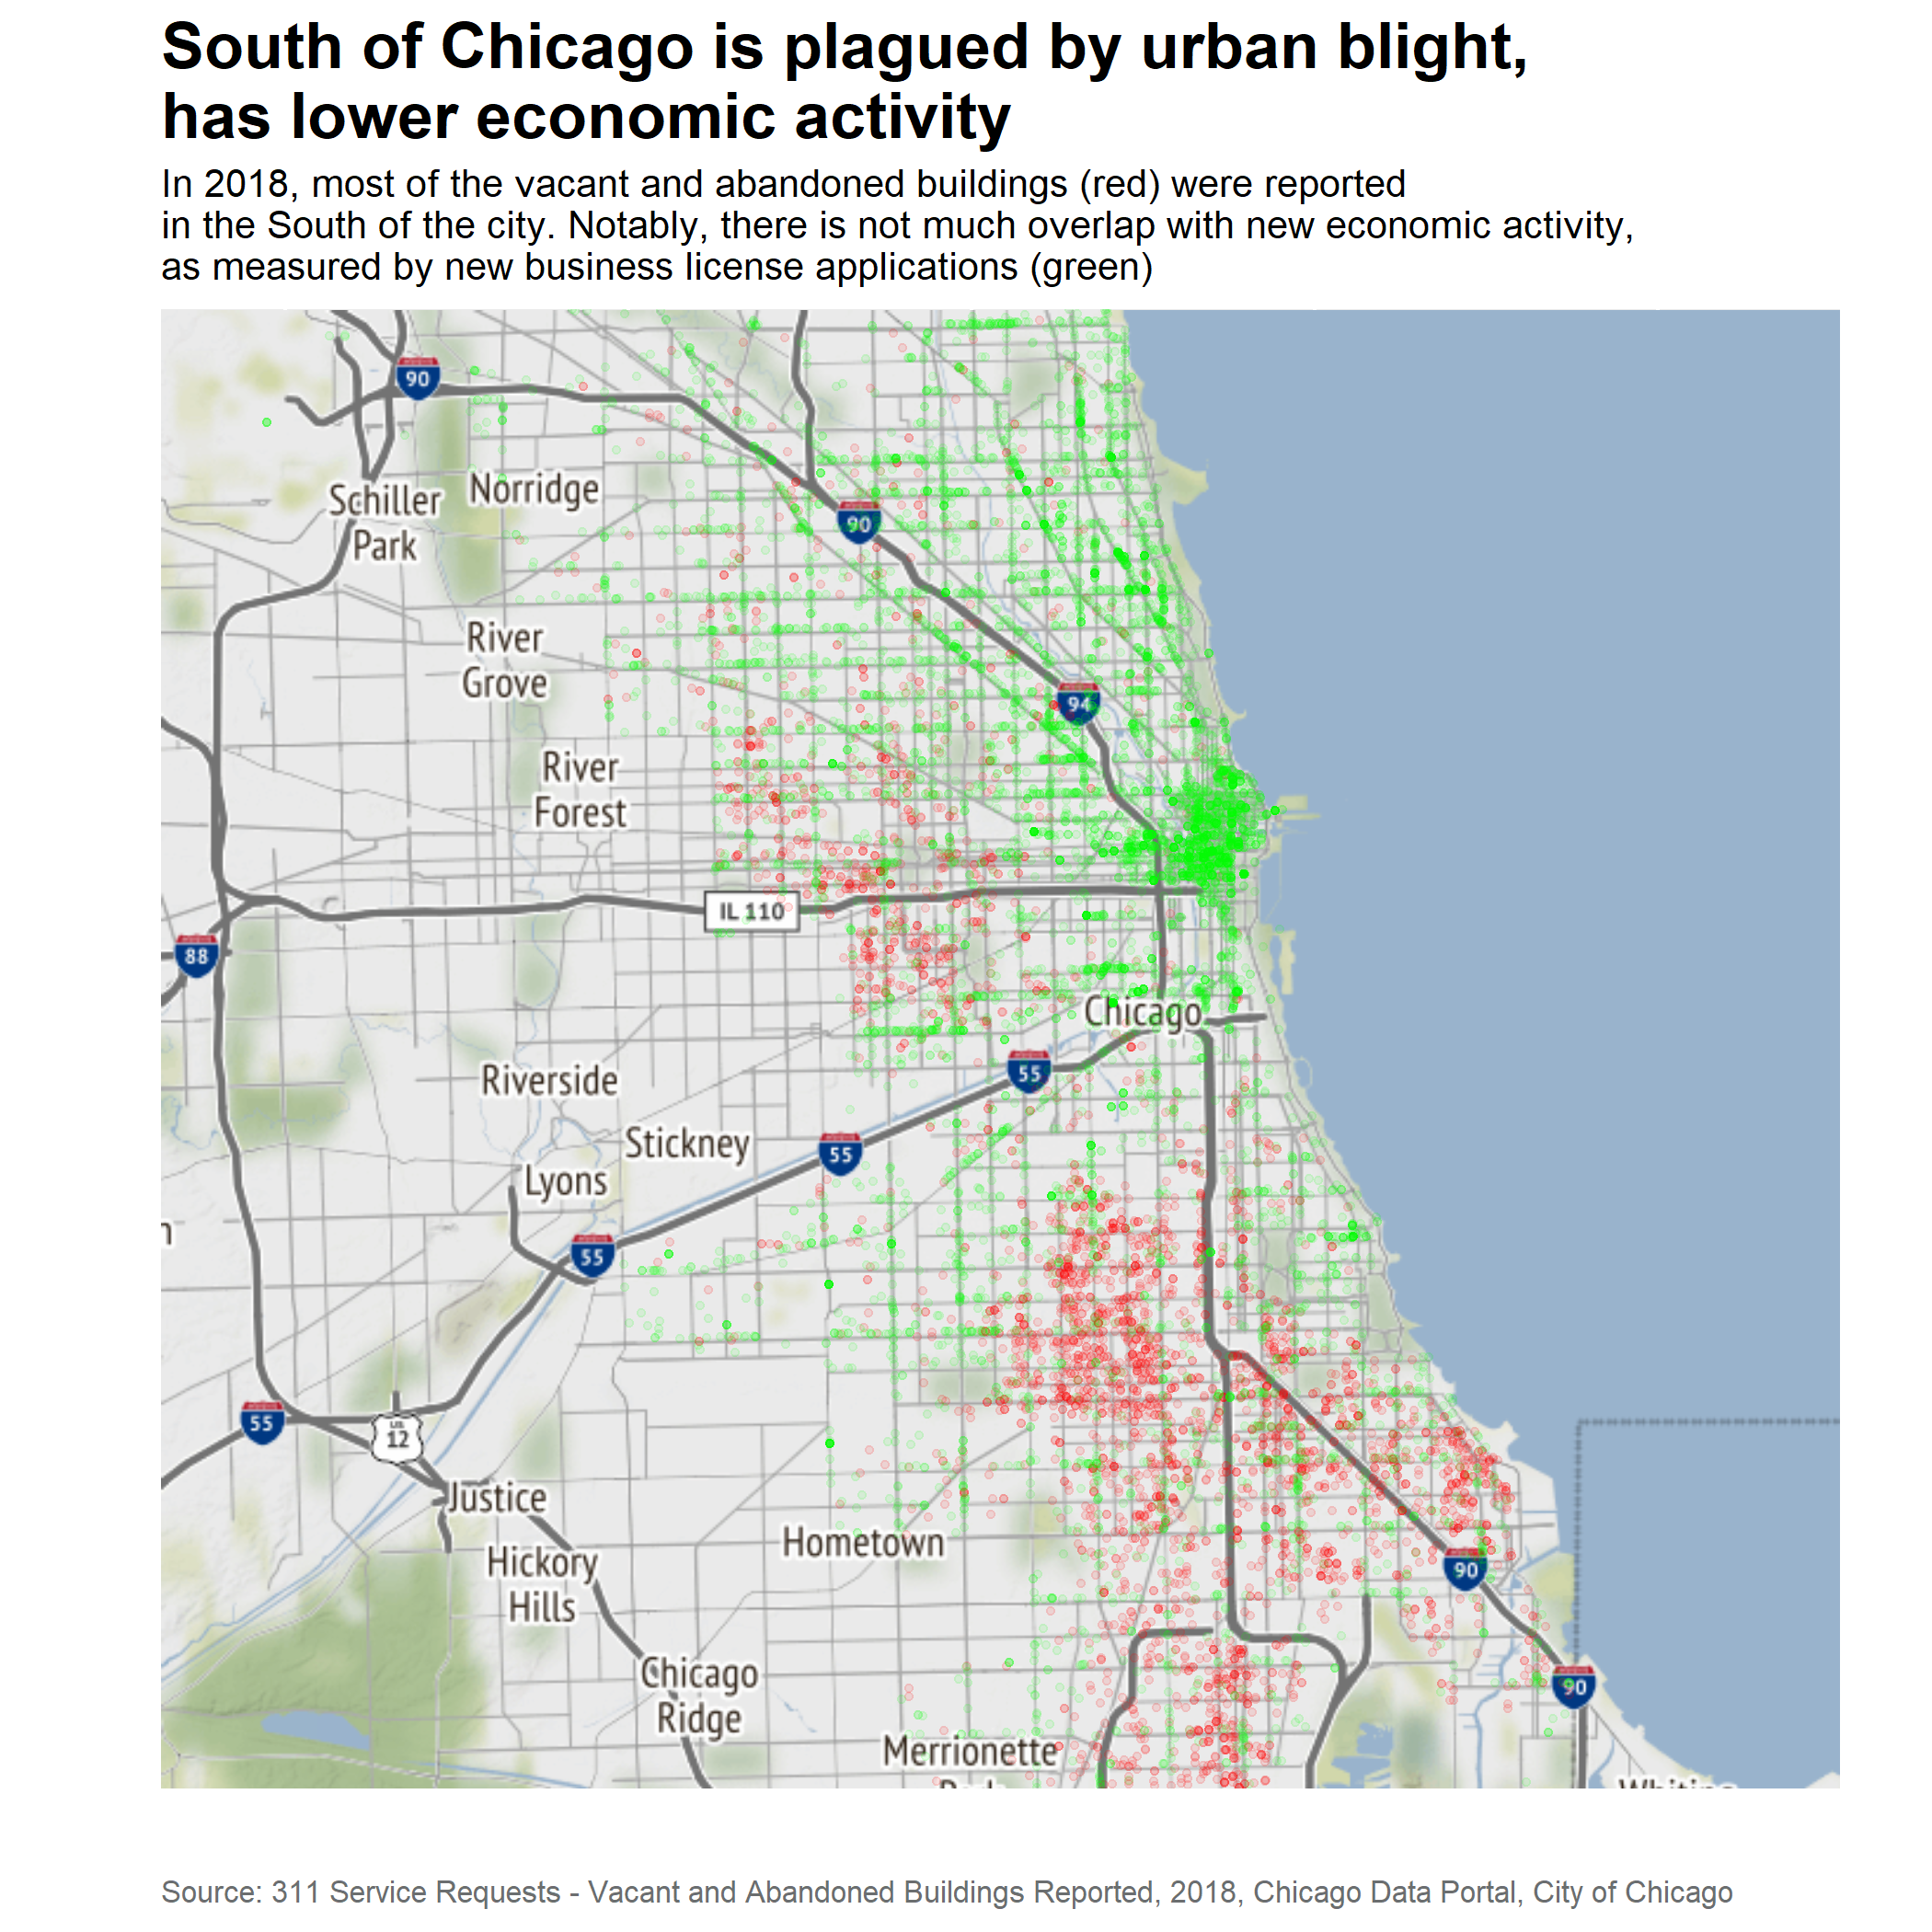 South of Chicago is plagued by urban blight,
has lower economic activity
In 2018, most of the vacant and abandoned buildings (red) were reported
in the South of the city. Notably, there is not much overlap with new economic activity,
as measured by new business license applications (green)
90
Schiller
Park
Norridge
90
River
Grove
94
River
Forest
IL 110
88
Chicago
55
Riverside
Stickney
55
Lyons
n
55
55
US
12
Justice
Hometown
Hickory
Hills
90
Chicago
Ridge
90
Merrionette
Source: 311 Service Requests - Vacant and Abandoned Buildings Reported, 2018, Chicago Data Portal, City of Chicago